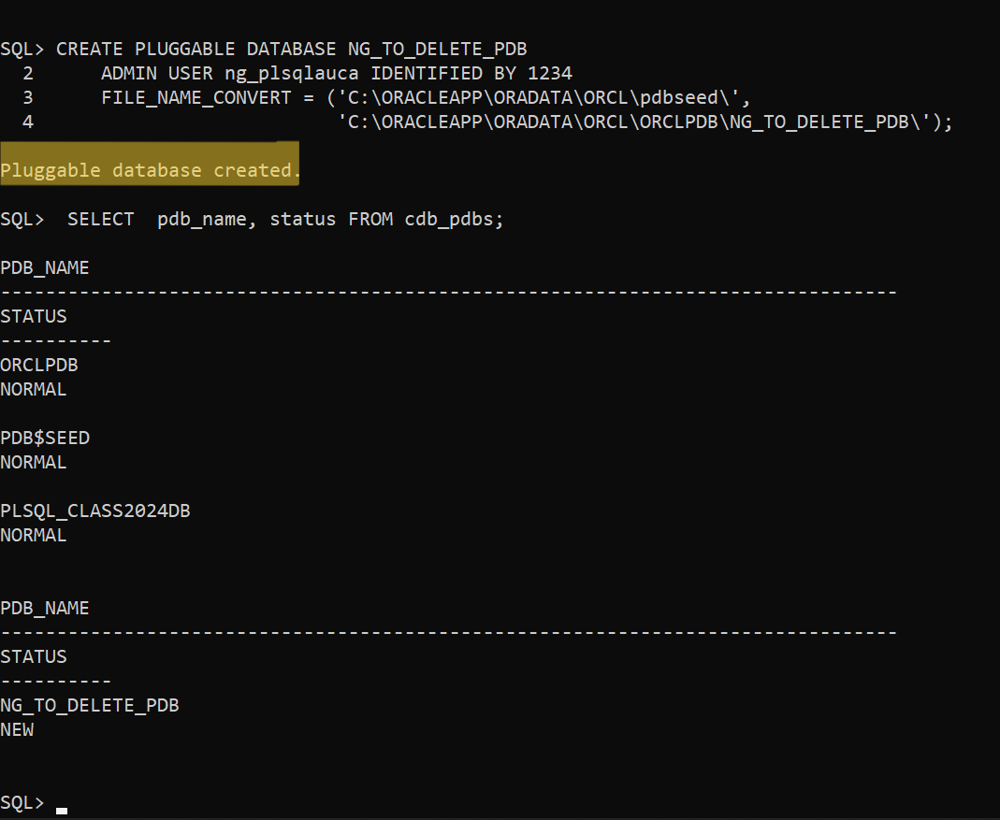 SQL> CREATE PLUGGABLE DATABASE NG_TO_DELETE_PDB
  2      ADMIN USER ng_plsqlauca IDENTIFIED BY 1234
  3      FILE_NAME_CONVERT = ('C:\ORACLEAPP\ORADATA\ORCL\pdbseed\',
  4                           'C:\ORACLEAPP\ORADATA\ORCL\ORCLPDB\NG_TO_DELETE_PDB\');
Pluggable database created.
SQL>  SELECT  pdb_name, status FROM cdb_pdbs;
PDB_NAME
--------------------------------------------------------------------------------
STATUS
----------
ORCLPDB
NORMAL
PDB$SEED
NORMAL
PLSQL_CLASS2024DB
NORMAL
PDB_NAME
--------------------------------------------------------------------------------
STATUS
----------
NG_TO_DELETE_PDB
NEW
SQL>